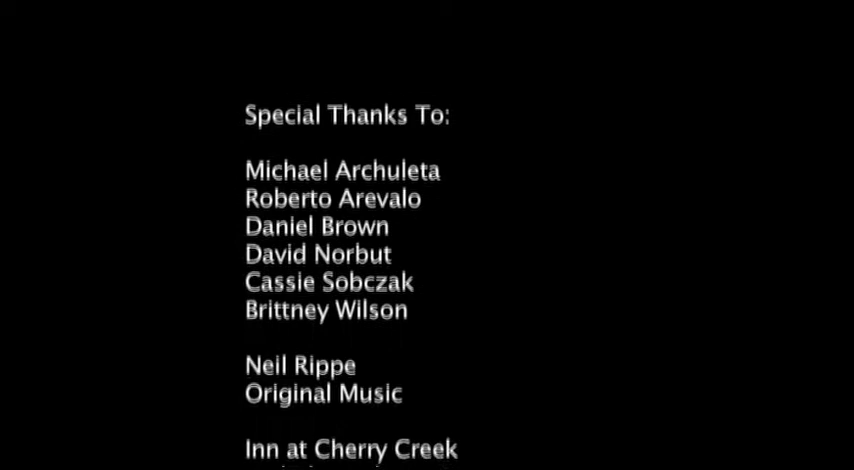 Special Thanks To:
Michael Archuleta
Roberto Arevalo
Daniel Brown
David Norbut
Cassie Sobczak
Brittney Wilson
Neil Rippe
Original Music
Inn at Cherry Creek